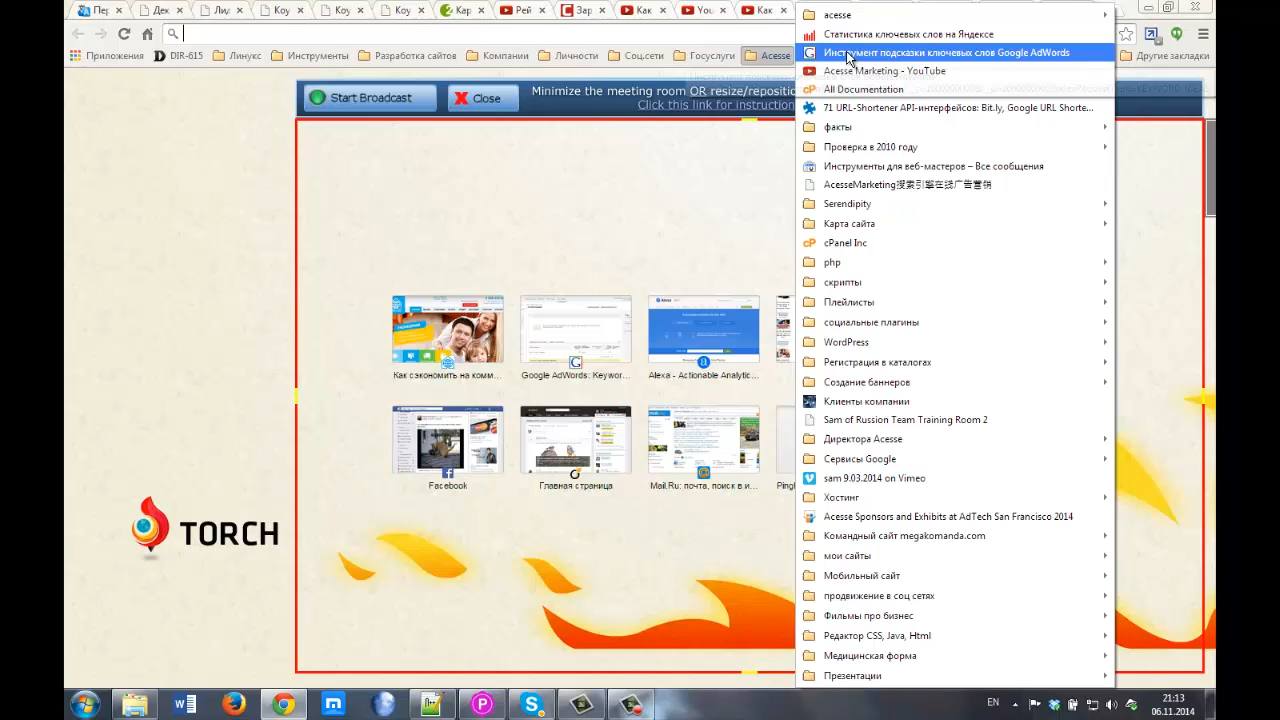 Пере
Дек
Лид
Коу
Коу
Кар
Рей
Зар
Как
You
Как
Приложения
DIR-615
Линукс
Закладки
Компании
Личности
Соц.сети
Госуслуги
Acesse
Другие закладки
Start Broadcast
Close
Minimize the meeting room OR resize/repositio
Click this link for instruction
acesse
Статистика ключевых слов на Яндексе
Инструмент подсказки ключевых слов Google AdWords
Acesse Marketing - YouTube
All Documentation
71 URL-Shortener API-интерфейсов: Bit.ly, Google URL Shorte...
факты
Проверка в 2010 году
Инструменты для веб-мастеров – Все сообщения
AcesseMarketing搜索引擎在线广告营销
Serendipity
Карта сайта
cPanel Inc
php
скрипты
Плейлисты
социальные плагины
WordPress
Регистрация в каталогах
Создание баннеров
Клиенты компании
Sam of Russion Team Training Room 2
Директора Acesse
Сервисы Google
sam 9.03.2014 on Vimeo
Хостинг
Acesse Sponsors and Exhibits at AdTech San Francisco 2014
Командный сайт megakomanda.com
мои сайты
Мобильный сайт
продвижение в соц сетях
Фильмы про бизнес
Редактор CSS, Java, Html
Медицинская форма
Презентации
Как сэкономить на комм...
Google AdWords: Keywor...
Alexa - Actionable Analytic...
Facebook
Главная страница
Mail.Ru: почта, поиск в и...
TORCH
EN
21:13
06.11.2014